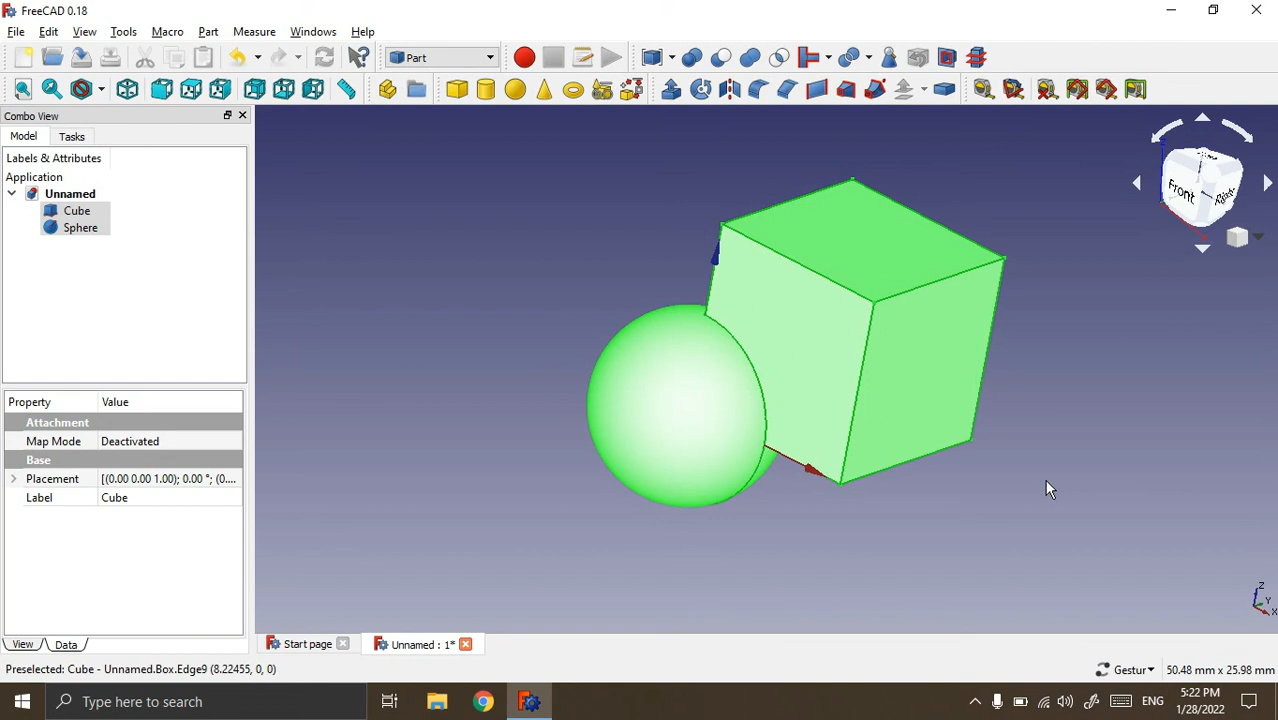 FreeCAD 0.18
File Edit View Tools Macro Part Measure Windows Help
Part
Combo View
Model Tasks
Labels & Attributes
Application
Unnamed
Cube
Sphere
Front
Right
Property Value
Attachment
Map Mode Deactivated
Base
Placement [(0.00 0.00 1.00); 0.00 °; (0....
Label Cube
Z
Y
X
View Data
Start page Unnamed : 1*
Preselected: Cube - Unnamed.Box.Edge9 (8.22455, 0, 0)
Gestur 50.48 mm x 25.98 mm
Type here to search
ENG
5:22 PM
1/28/2022